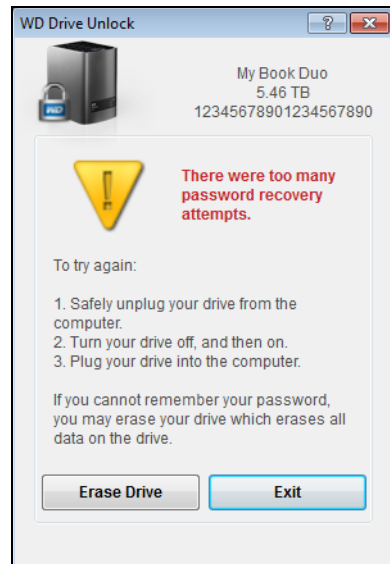 WD Drive Unlock
?
WD
My Book Duo
5.46 TB
12345678901234567890
!
There were too many
password recovery
attempts.
To try again:
1. Safely unplug your drive from the
computer.
2. Turn your drive off, and then on.
3. Plug your drive into the computer.
If you cannot remember your password,
you may erase your drive which erases all
data on the drive.
Erase Drive
Exit